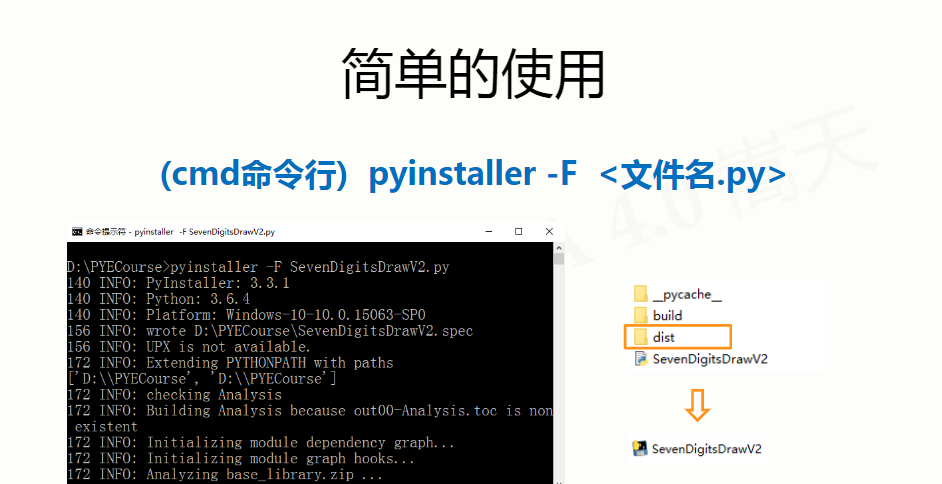 简单的使用
(cmd命令行) pyinstaller -F <文件名.py>
命令提示符 - pyinstaller -F SevenDigitsDrawV2.py
D:\PYECourse>pyinstaller -F SevenDigitsDrawV2.py
140 INFO: PyInstaller: 3.3.1
140 INFO: Python: 3.6.4
140 INFO: Platform: Windows-10-10.0.15063-SP0
156 INFO: wrote D:\PYECourse\SevenDigitsDrawV2.spec
156 INFO: UPX is not available.
172 INFO: Extending PYTHONPATH with paths
['D:\\PYECourse', 'D:\\PYECourse']
172 INFO: checking Analysis
172 INFO: Building Analysis because out00-Analysis.toc is non
existent
172 INFO: Initializing module dependency graph...
172 INFO: Initializing module graph hooks...
172 INFO: Analyzing base_library.zip ...
__pycache__
build
dist
SevenDigitsDrawV2
SevenDigitsDrawV2
4.0 嵩天